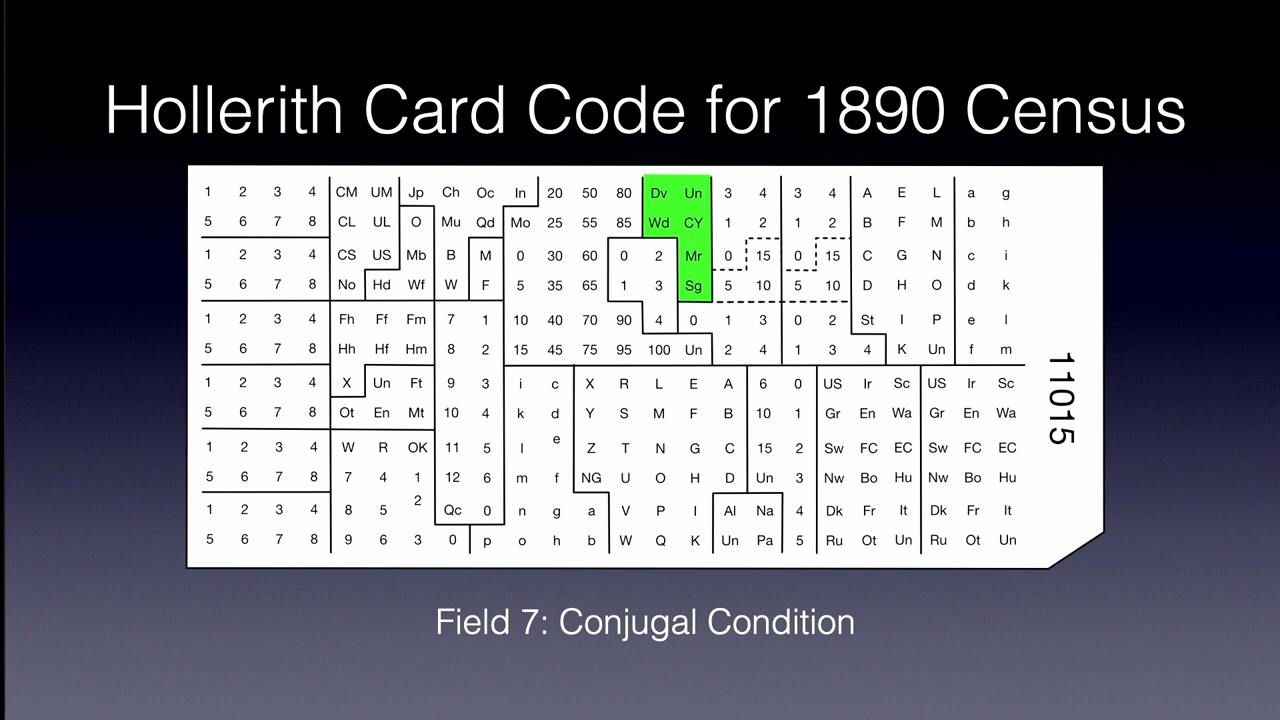 Hollerith Card Code for 1890 Census
1 2 3 4 CM UM Jp Ch Oc In 20 50 80 Dv Un 3 4 3 4 A E L a g
5 6 7 8 CL UL O Mu Qd Mo 25 55 85 Wd CY 1 2 1 2 B F M b h
1 2 3 4 CS US Mb B M 0 30 60 0 2 Mr 0 15 0 15 C G N c i
5 6 7 8 No Hd Wf W F 5 35 65 1 3 Sg 5 10 5 10 D H O d k
1 2 3 4 Fh Ff Fm 7 1 10 40 70 90 4 0 1 3 0 2 St I P e l
5 6 7 8 Hh Hf Hm 8 2 15 45 75 95 100 Un 2 4 1 3 4 K Un f m
1 2 3 4 X Un Ft 9 3 i c X R L E A 6 0 US Ir Sc US Ir Sc
5 6 7 8 Ot En Mt 10 4 k d Y S M F B 10 1 Gr En Wa Gr En Wa
1 2 3 4 W R OK 11 5 l e Z T N G C 15 2 Sw FC EC Sw FC EC
5 6 7 8 7 4 1 12 6 m f NG U O H D Un 3 Nw Bo Hu Nw Bo Hu
1 2 3 4 8 5 2 Qc 0 n g a V P I Al Na 4 Dk Fr It Dk Fr It
5 6 7 8 9 6 3 0 p o h b W Q K Un Pa 5 Ru Ot Un Ru Ot Un
11015
Field 7: Conjugal Condition